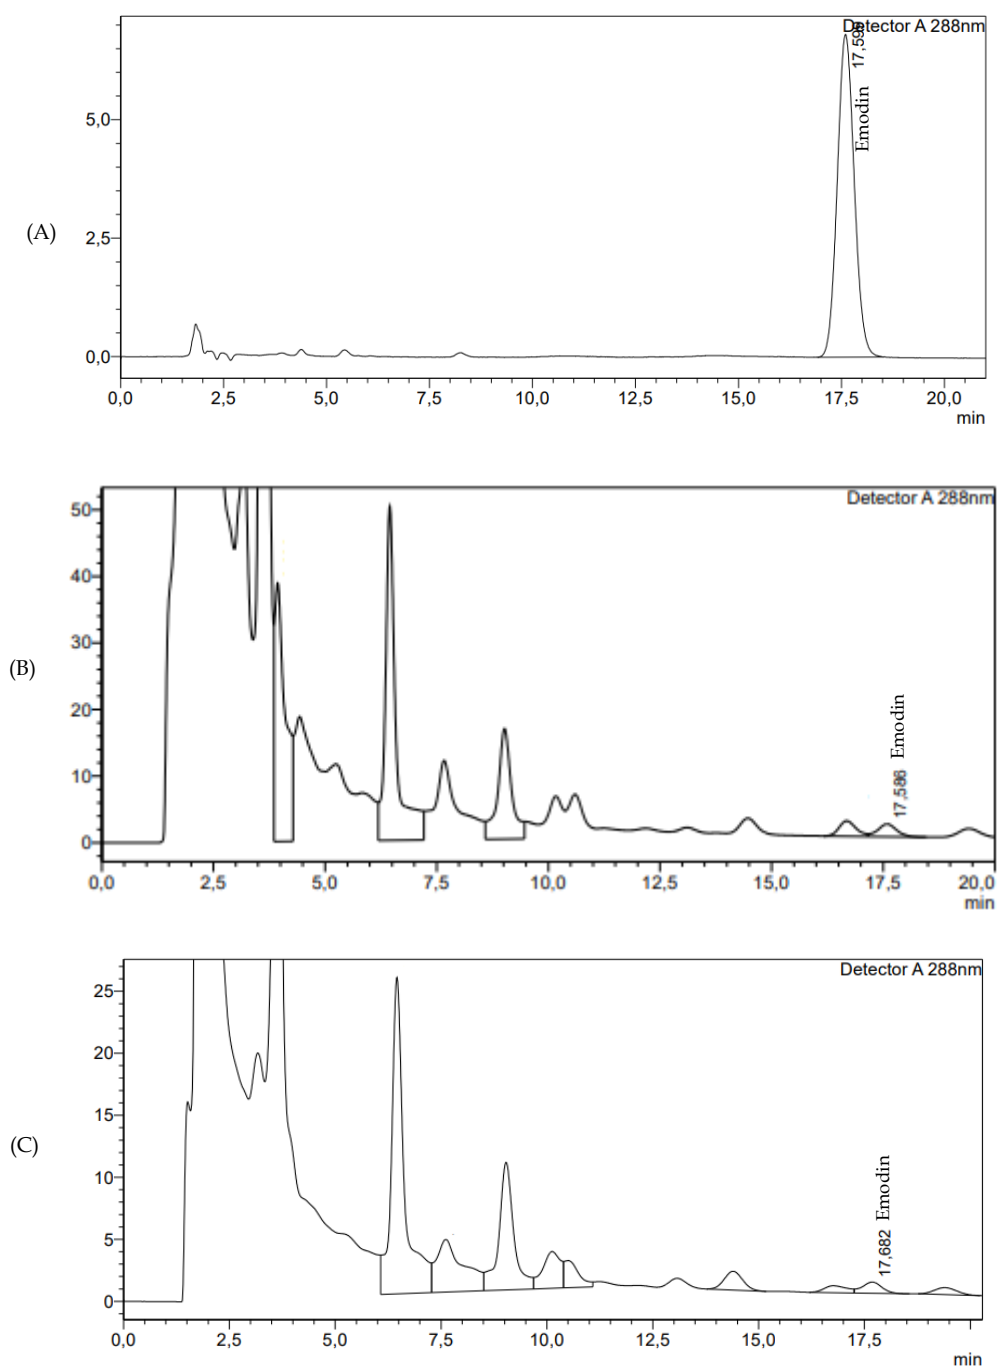 Detector A 288nm
17,599
Emodin
5,0
(A)
2,5
0,0
0,0 2,5 5,0 7,5 10,0 12,5 15,0 17,5 20,0
min
Detector A 288nm
50
40
30
(B)
20
17,586 Emodin
10
0
0,0 2,5 5,0 7,5 10,0 12,5 15,0 17,5 20,0
min
Detector A 288nm
25
20
15
(C)
10
17,682 Emodin
5
0
0,0 2,5 5,0 7,5 10,0 12,5 15,0 17,5
min